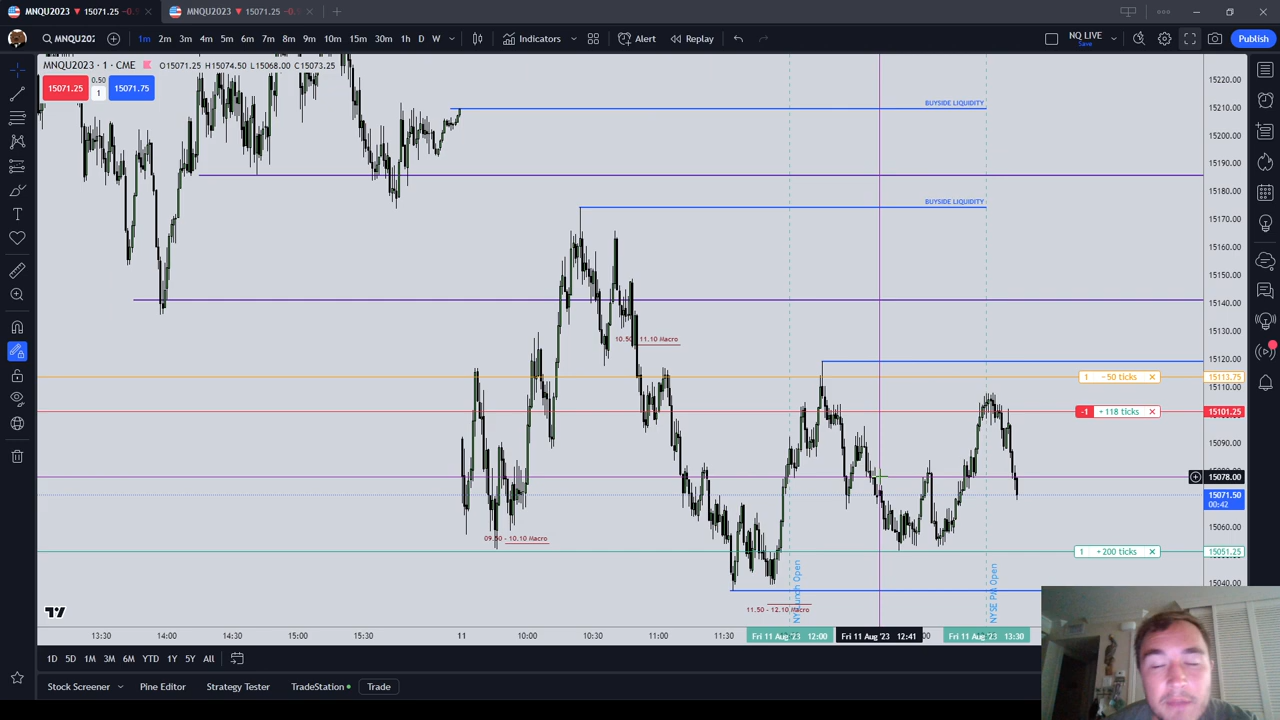 MNQU2023 ▼ 15071.25 −0.
MNQU2023 ▼ 15071.25 −0.
MNQU202
1m 2m 3m 4m 5m 6m 7m 8m 9m 10m 15m 30m 1h D W
Indicators
Alert
Replay
NQ LIVE
Save
Publish
MNQU2023 · 1 · CME O15071.25 H15074.50 L15068.00 C15073.25
15071.25
0.50
1
15071.75
BUYSIDE LIQUIDITY
BUYSIDE LIQUIDITY
10.50 - 11.10 Macro
09.50 - 10.10 Macro
11.50 - 12.10 Macro
Open
NYSE PM Open
1 −50 ticks
-1 +118 ticks
1 +200 ticks
15220.00
15210.00
15200.00
15190.00
15180.00
15170.00
15160.00
15150.00
15140.00
15130.00
15120.00
15113.75
15110.00
15101.25
15090.00
15078.00
15071.50
00:42
15060.00
15051.25
15040.00
13:30 14:00 14:30 15:00 15:30 11 10:00 10:30 11:00 11:30 Fri 11 Aug '23 12:00 Fri 11 Aug '23 12:41 Fri 11 Aug '23 13:30
1D 5D 1M 3M 6M YTD 1Y 5Y All
Stock Screener Pine Editor Strategy Tester TradeStation Trade